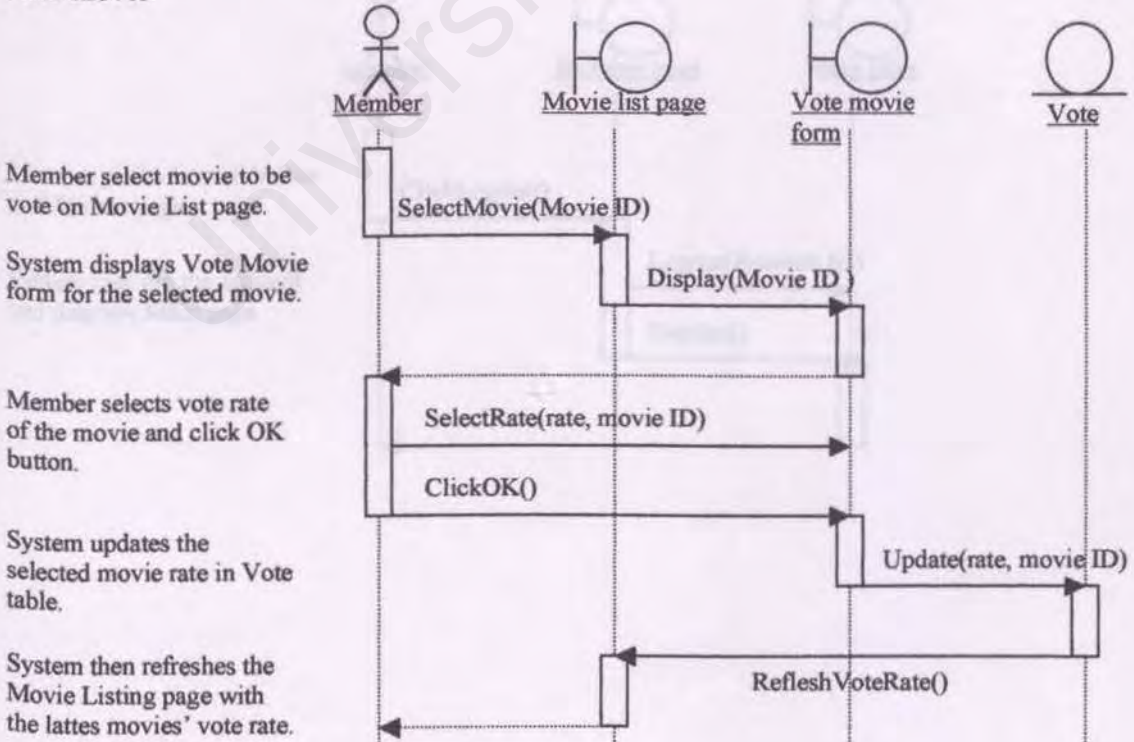 Member
Movie list page
Vote movie
form
Vote
Member select movie to be
vote on Movie List page.
SelectMovie(Movie ID)
System displays Vote Movie
form for the selected movie.
Display(Movie ID )
Member selects vote rate
of the movie and click OK
button.
SelectRate(rate, movie ID)
ClickOK()
System updates the
selected movie rate in Vote
table.
Update(rate, movie ID)
System then refreshes the
Movie Listing page with
the lattes movies' vote rate.
RefleshVoteRate()